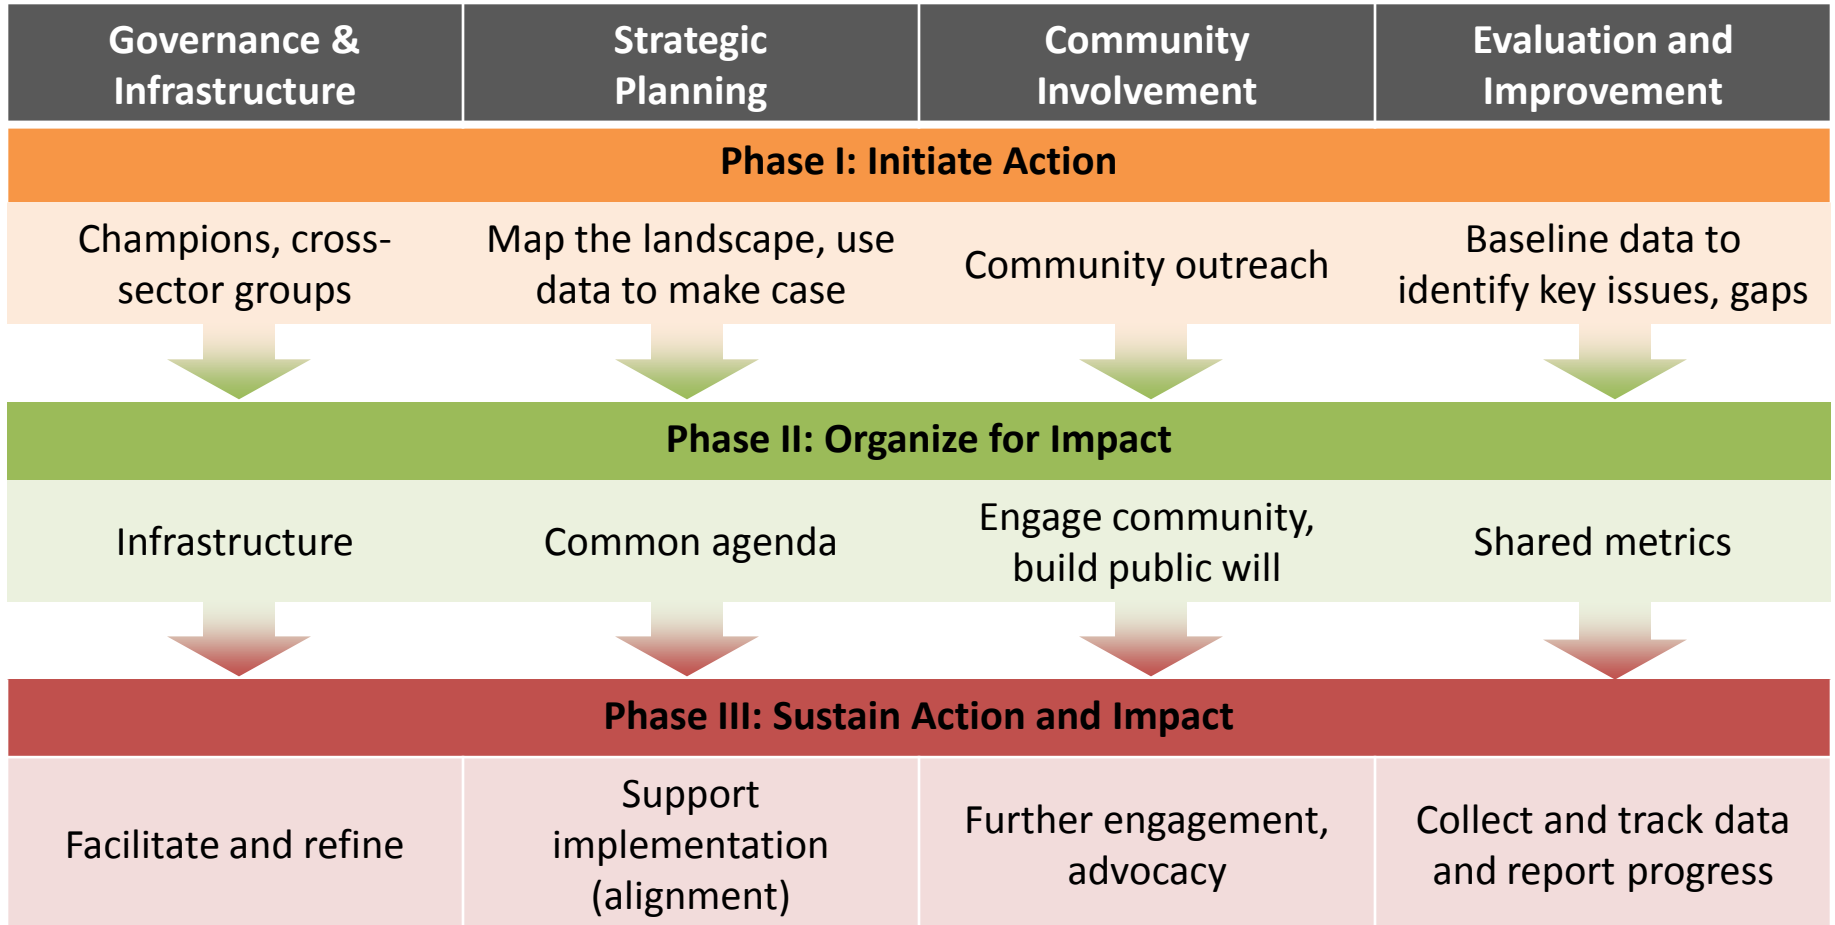 Governance &
Infrastructure
Strategic
Planning
Community
Involvement
Evaluation and
Improvement
Phase I: Initiate Action
Champions, cross-
sector groups
Map the landscape, use
data to make case
Community outreach
Baseline data to
identify key issues, gaps
Phase II: Organize for Impact
Infrastructure
Common agenda
Engage community,
build public will
Shared metrics
Phase III: Sustain Action and Impact
Facilitate and refine
Support
implementation
(alignment)
Further engagement,
advocacy
Collect and track data
and report progress